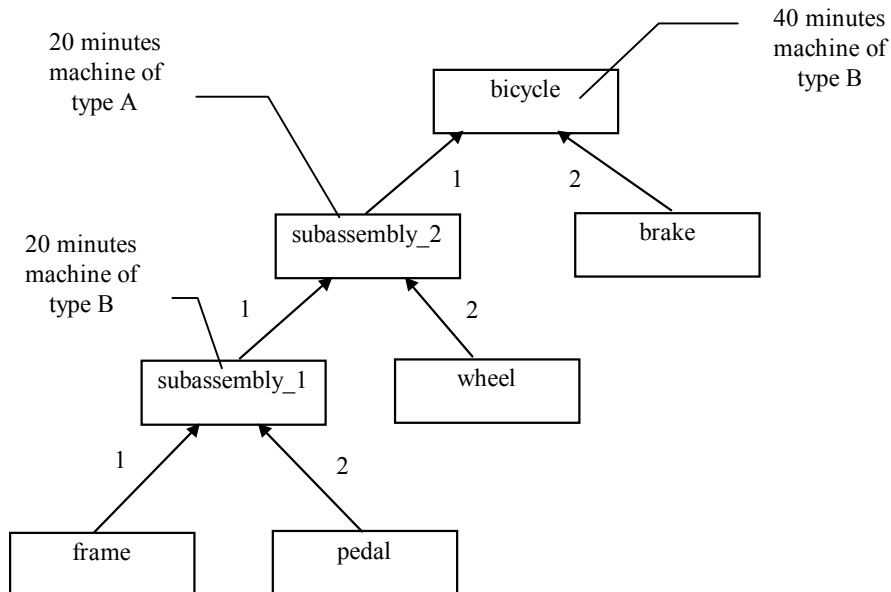 40 minutes
machine of
type B
20 minutes
machine of
type A
bicycle
1
2
subassembly_2
brake
20 minutes
machine of
type B
1
2
subassembly_1
wheel
1
2
frame
pedal